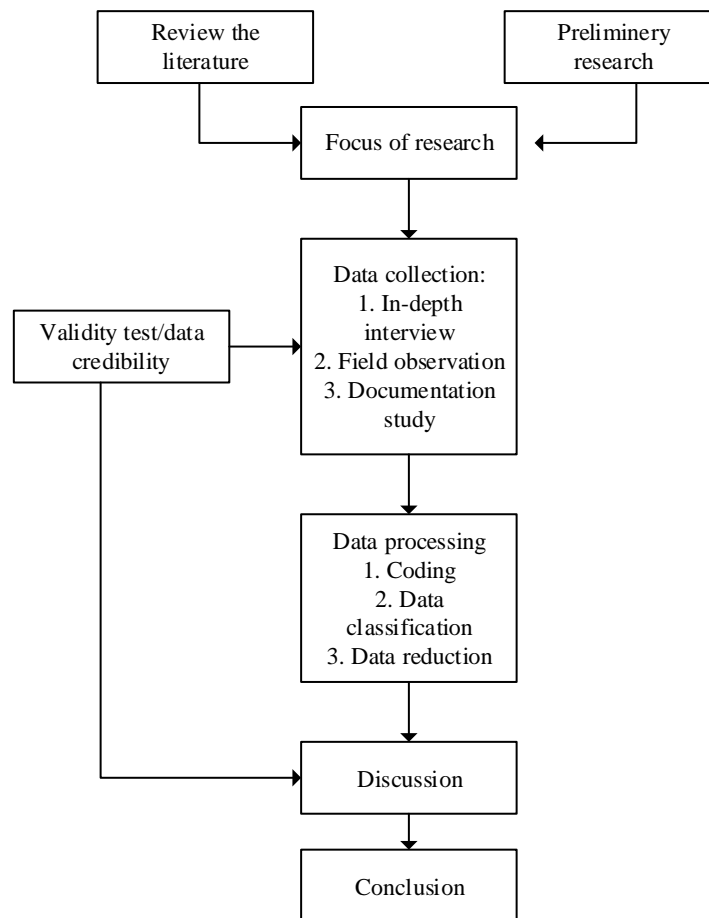 Review the
literature
Preliminery
research
Focus of research
Data collection:
1. In-depth
interview
2. Field observation
3. Documentation
study
Validity test/data
credibility
Data processing
1. Coding
2. Data
classification
3. Data reduction
Discussion
Conclusion